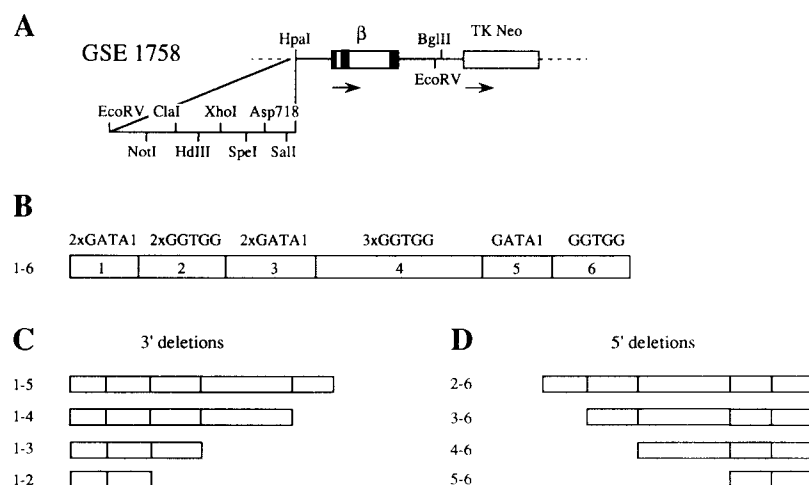 A
GSE 1758
HpaI
β
BglII
TK Neo
EcoRV
EcoRV
ClaI
XhoI
Asp718
NotI
HdIII
SpeI
SalI
B
2xGATA1 2xGGTGG 2xGATA1 3xGGTGG GATA1 GGTGG
1-6 1 2 3 4 5 6
C
3' deletions
1-5
1-4
1-3
1-2
D
5' deletions
2-6
3-6
4-6
5-6